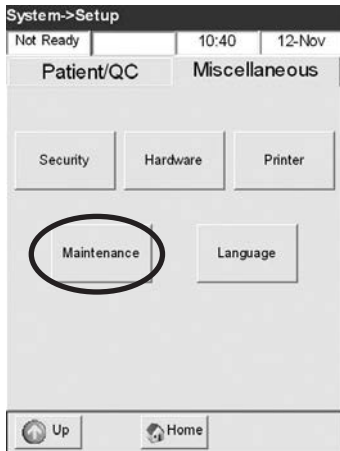 System->Setup
Not Ready 10:40 12-Nov
Patient/QC Miscellaneous
Security Hardware Printer
Maintenance Language
Up Home